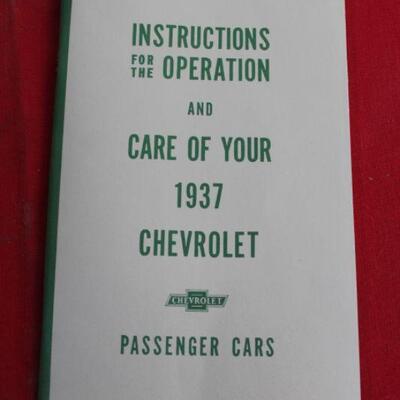 INSTRUCTIONS
FOR THE OPERATION
AND
CARE OF YOUR
1937
CHEVROLET
CHEVROLET
PASSENGER CARS